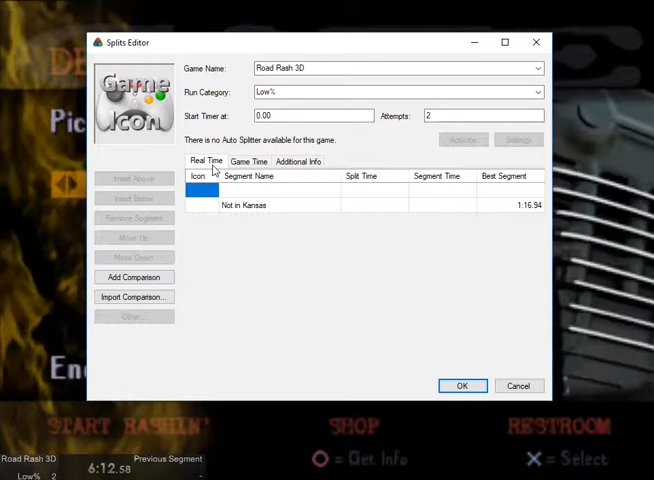 Splits Editor
Game Icon
Game Name: Road Rash 3D
Run Category: Low%
Start Timer at: 0.00 Attempts: 2
There is no Auto Splitter available for this game. Activate Settings
Real Time Game Time Additional Info
Icon Segment Name Split Time Segment Time Best Segment
Not in Kansas 1:16.94
Insert Above
Insert Below
Remove Segment
Move Up
Move Down
Add Comparison
Import Comparison...
Other...
OK Cancel
START RASHIN' SHOP RESTROOM
Road Rash 3D
Low% 2
6:12.58
Previous Segment
-
= Get Info X = Select